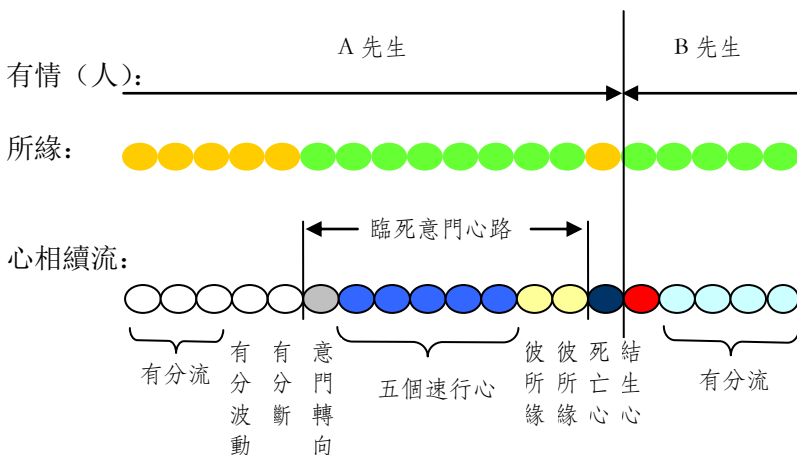 A 先生
B 先生
有情（人）：
所緣：
臨死意門心路
心相續流：
有分流
有分波動
有分斷
意門轉向
五個速行心
彼所緣
彼所緣
死亡心
結生心
有分流